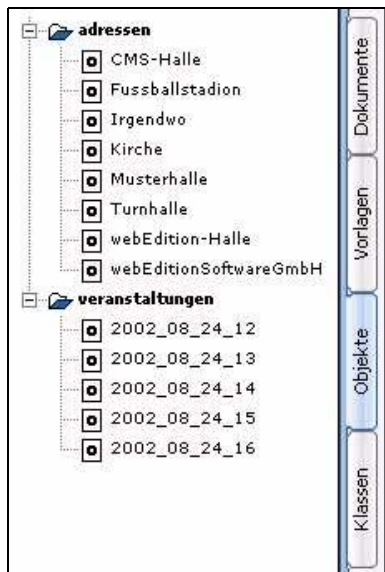 adressen
CMS-Halle
Fussballstadion
Irgendwo
Kirche
Musterhalle
Turnhalle
webEdition-Halle
webEditionSoftwareGmbH
veranstaltungen
2002_08_24_12
2002_08_24_13
2002_08_24_14
2002_08_24_15
2002_08_24_16
Dokumente
Vorlagen
Objekte
Klassen